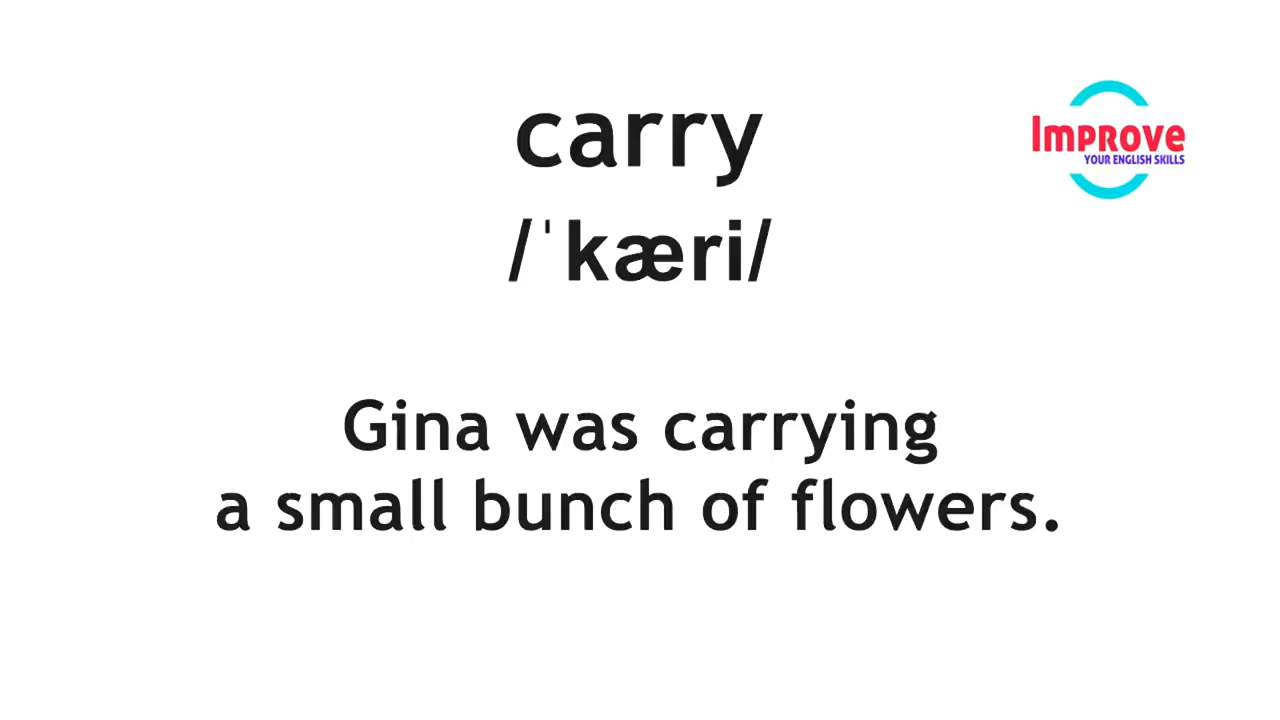 carry
Improve
YOUR ENGLISH SKILLS
/ˈkæri/
Gina was carrying
a small bunch of flowers.